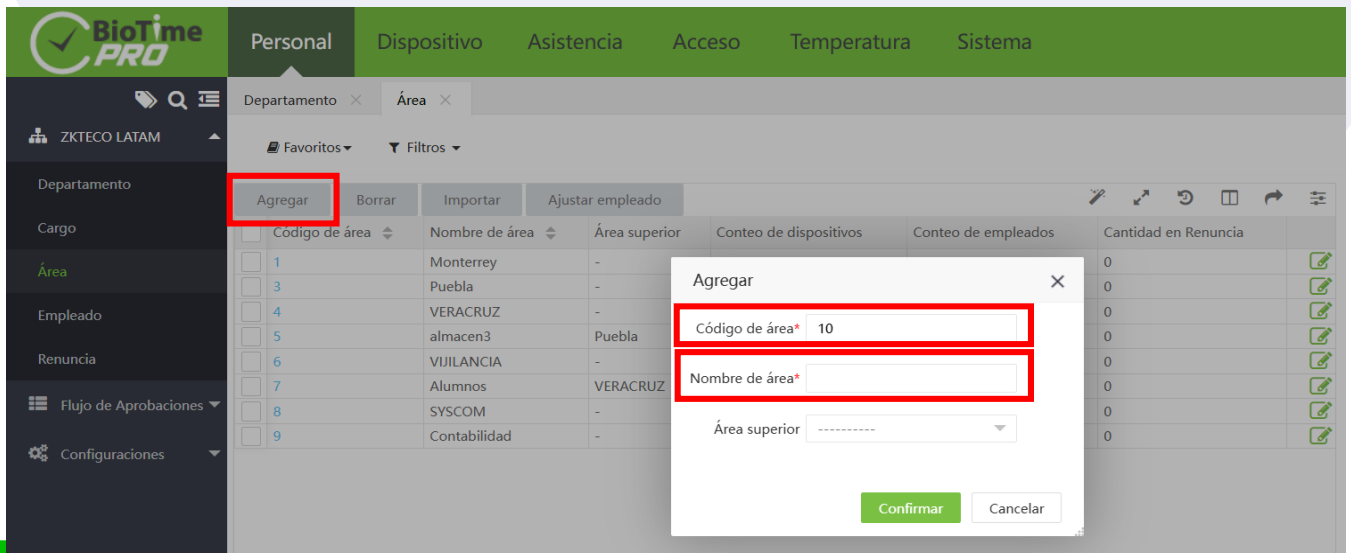 BioTime
PRO
Personal Dispositivo Asistencia Acceso Temperatura Sistema
Departamento Área
ZKTECO LATAM
Favoritos Filtros
Departamento
Agregar Borrar Importar Ajustar empleado
Cargo
Código de área Nombre de área Área superior Conteo de dispositivos Conteo de empleados Cantidad en Renuncia
1 Monterrey - 0
3 Puebla - 0
4 VERACRUZ - 0
5 almacen3 Puebla 0
6 VIJILANCIA - 0
7 Alumnos VERACRUZ 0
8 SYSCOM - 0
9 Contabilidad - 0
Área
Empleado
Renuncia
Flujo de Aprobaciones
Configuraciones
Agregar
Código de área* 10
Nombre de área*
Área superior ----------
Confirmar Cancelar